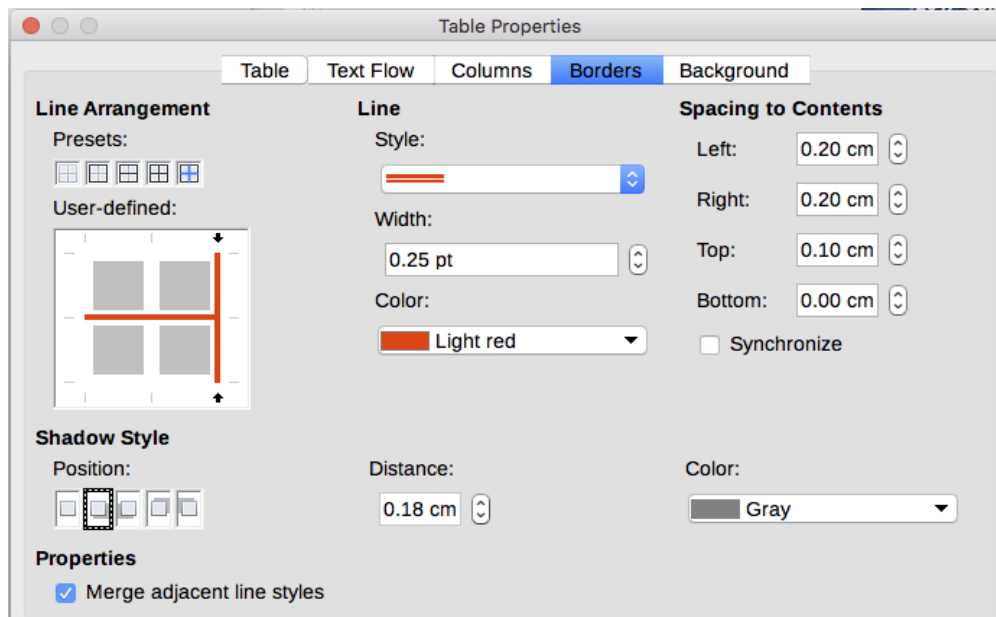 Table Properties
Table Text Flow Columns Borders Background
Line Arrangement
Presets:
User-defined:
Line
Style:
Width:
0.25 pt
Color:
Light red
Spacing to Contents
Left: 0.20 cm
Right: 0.20 cm
Top: 0.10 cm
Bottom: 0.00 cm
Synchronize
Shadow Style
Position:
Distance:
0.18 cm
Color:
Gray
Properties
Merge adjacent line styles